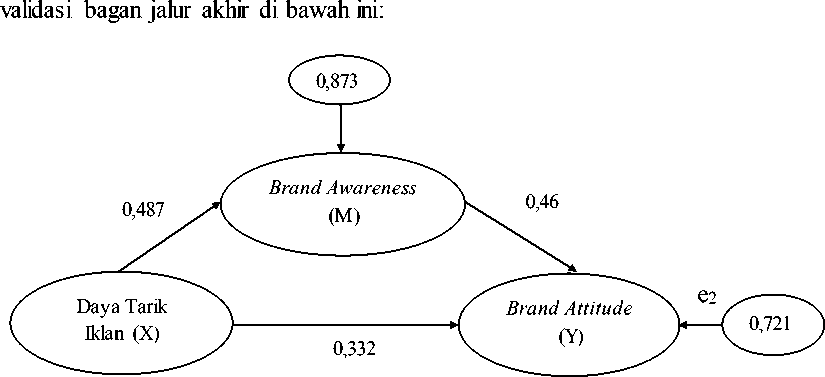 validasi bagan jalur akhir di bawah ini:
0,873
Brand Awareness
(M)
0,487
0,46
Daya Tarik
Iklan (X)
0,332
Brand Attitude
(Y)
e2
0,721